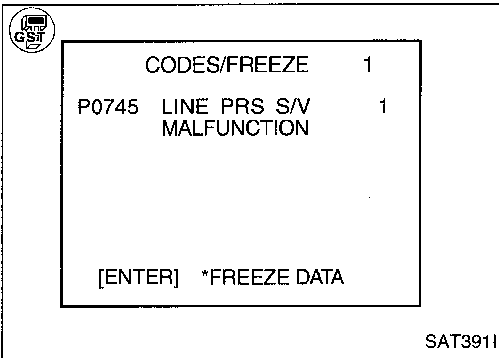 GST
CODES/FREEZE 1
P0745 LINE PRS S/V 1
MALFUNCTION
[ENTER] *FREEZE DATA
SAT391I